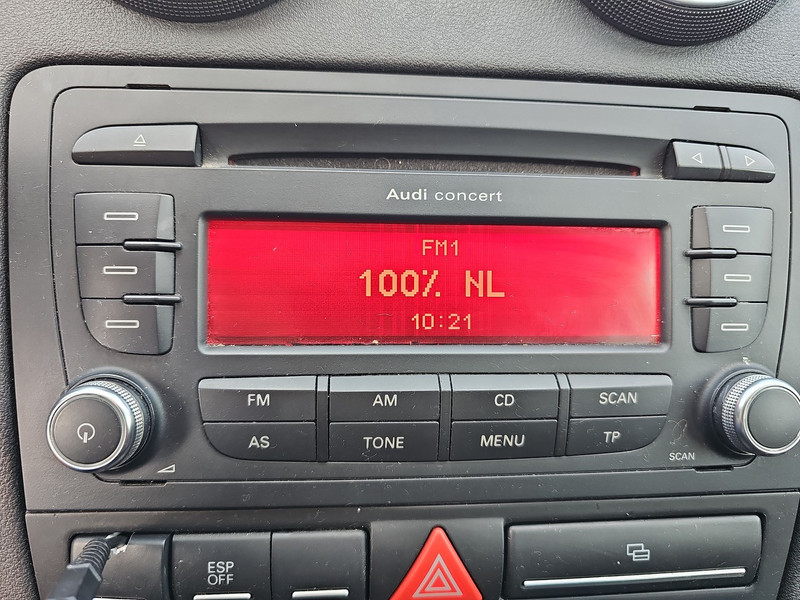 Audi concert
FM1
100% NL
10:21
FM AM CD SCAN
AS TONE MENU TP
SCAN
ESP
OFF